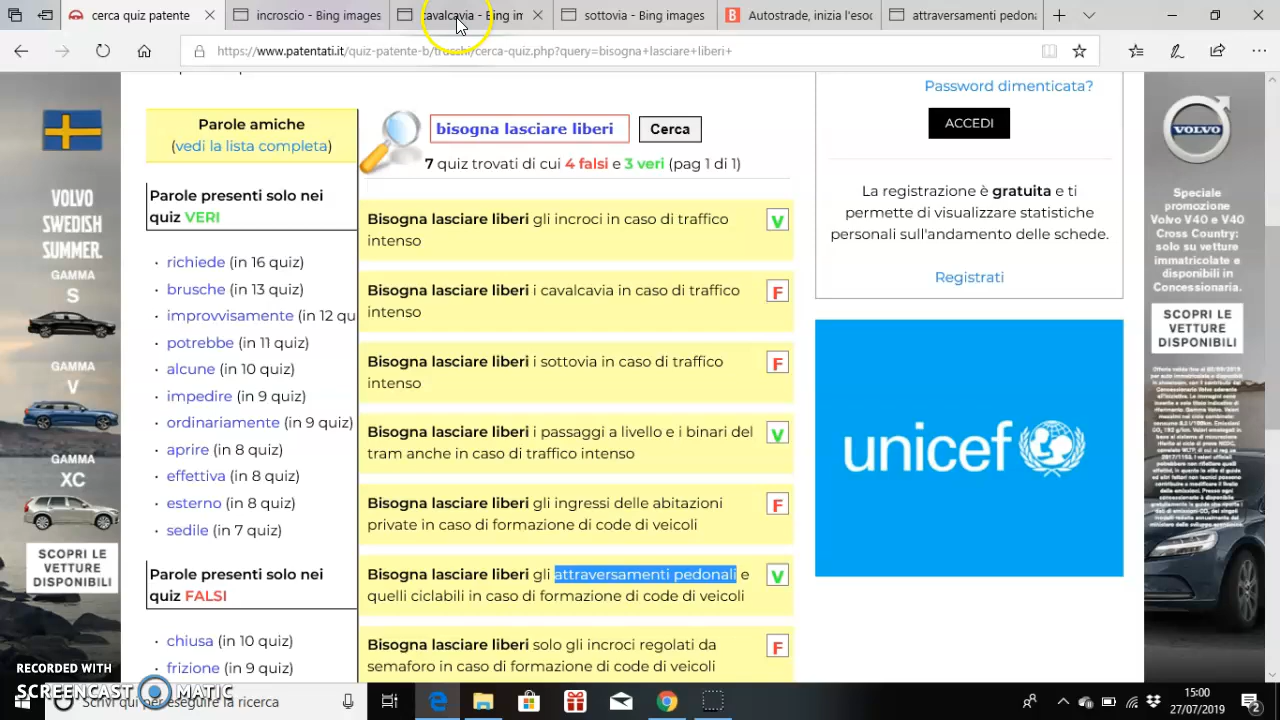 cerca quiz patente
incroscio - Bing images
cavalcavia - Bing im
sottovia - Bing images
Autostrade, inizia l'esod
attraversamenti pedona
https://www.patentati.it/quiz-patente-b/trucchi/cerca-quiz.php?query=bisogna+lasciare+liberi+
Parole amiche
(vedi la lista completa)
Parole presenti solo nei
quiz VERI
• richiede (in 16 quiz)
• brusche (in 13 quiz)
• improvvisamente (in 12 qu
• potrebbe (in 11 quiz)
• alcune (in 10 quiz)
• impedire (in 9 quiz)
• ordinariamente (in 9 quiz)
• aprire (in 8 quiz)
• effettiva (in 8 quiz)
• esterno (in 8 quiz)
• sedile (in 7 quiz)
Parole presenti solo nei
quiz FALSI
• chiusa (in 10 quiz)
• frizione (in 9 quiz)
bisogna lasciare liberi
Cerca
7 quiz trovati di cui 4 falsi e 3 veri (pag 1 di 1)
Bisogna lasciare liberi gli incroci in caso di traffico
intenso
V
Bisogna lasciare liberi i cavalcavia in caso di traffico
intenso
F
Bisogna lasciare liberi i sottovia in caso di traffico
intenso
F
Bisogna lasciare liberi i passaggi a livello e i binari del
tram anche in caso di traffico intenso
V
Bisogna lasciare liberi gli ingressi delle abitazioni
private in caso di formazione di code di veicoli
F
Bisogna lasciare liberi gli attraversamenti pedonali e
quelli ciclabili in caso di formazione di code di veicoli
V
Bisogna lasciare liberi solo gli incroci regolati da
semaforo in caso di formazione di code di veicoli
F
Password dimenticata?
ACCEDI
La registrazione è gratuita e ti
permette di visualizzare statistiche
personali sull'andamento delle schede.
Registrati
unicef
VOLVO
SWEDISH
SUMMER.
GAMMA
S
GAMMA
V
GAMMA
XC
SCOPRI LE
VETTURE
DISPONIBILI
VOLVO
Speciale
promozione
Volvo V40 e V40
Cross Country:
solo su vetture
immatricolate e
disponibili in
Concessionaria.
SCOPRI LE
VETTURE
DISPONIBILI
RECORDED WITH
SCREENCAST MATIC
Scrivi qui per eseguire la ricerca
15:00
27/07/2019
2